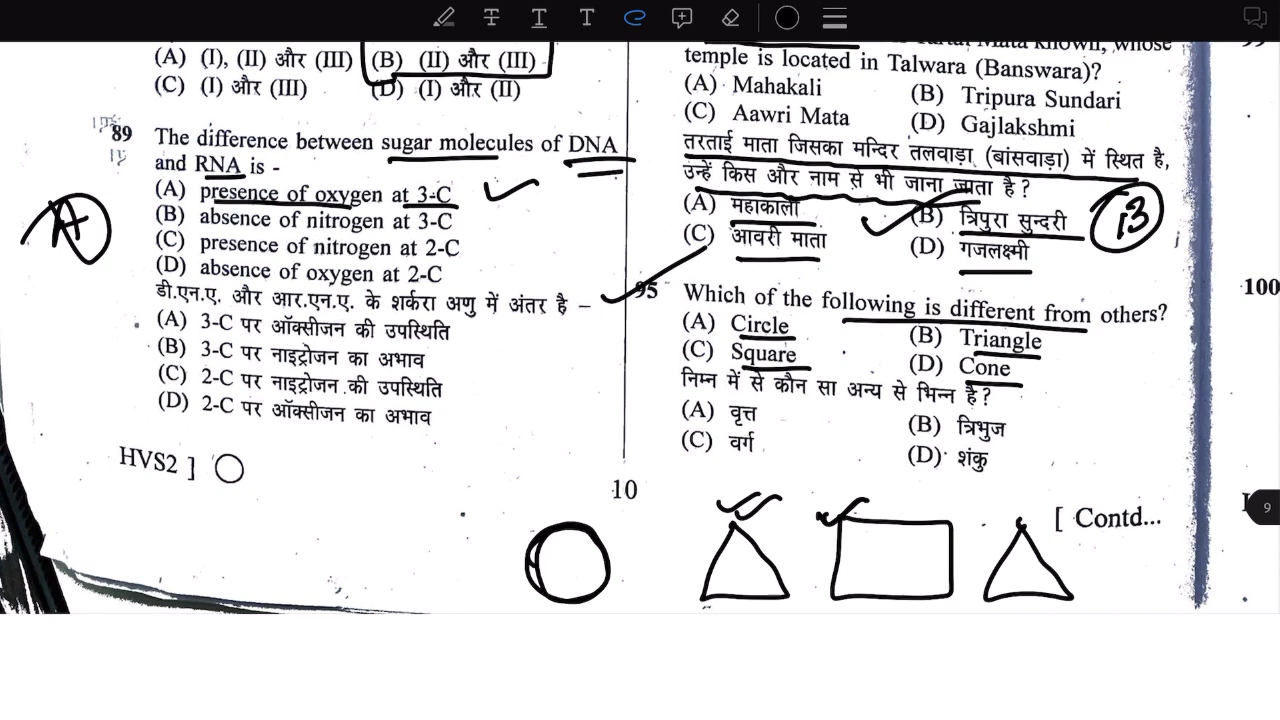 (A) (I), (II) और (III) (B) (II) और (III)
(C) (I) और (III) (D) (I) और (II)
89 The difference between sugar molecules of DNA
and RNA is -
(A) presence of oxygen at 3-C
(B) absence of nitrogen at 3-C
(C) presence of nitrogen at 2-C
(D) absence of oxygen at 2-C
डी.एन.ए. और आर.एन.ए. के शर्करा अणु में अंतर है –
(A) 3-C पर ऑक्सीजन की उपस्थिति
(B) 3-C पर नाइट्रोजन का अभाव
(C) 2-C पर नाइट्रोजन की उपस्थिति
(D) 2-C पर ऑक्सीजन का अभाव
A
HVS2 ]
10
Mata known, whose
temple is located in Talwara (Banswara)?
(A) Mahakali (B) Tripura Sundari
(C) Aawri Mata (D) Gajlakshmi
तरताई माता जिसका मन्दिर तलवाड़ा (बांसवाड़ा) में स्थित है,
उन्हें किस और नाम से भी जाना जाता है?
(A) महाकाली (B) त्रिपुरा सुन्दरी
(C) आवरी माता (D) गजलक्ष्मी
95 Which of the following is different from others?
(A) Circle (B) Triangle
(C) Square (D) Cone
निम्न में से कौन सा अन्य से भिन्न है?
(A) वृत्त (B) त्रिभुज
(C) वर्ग (D) शंकु
[ Contd...
100
9